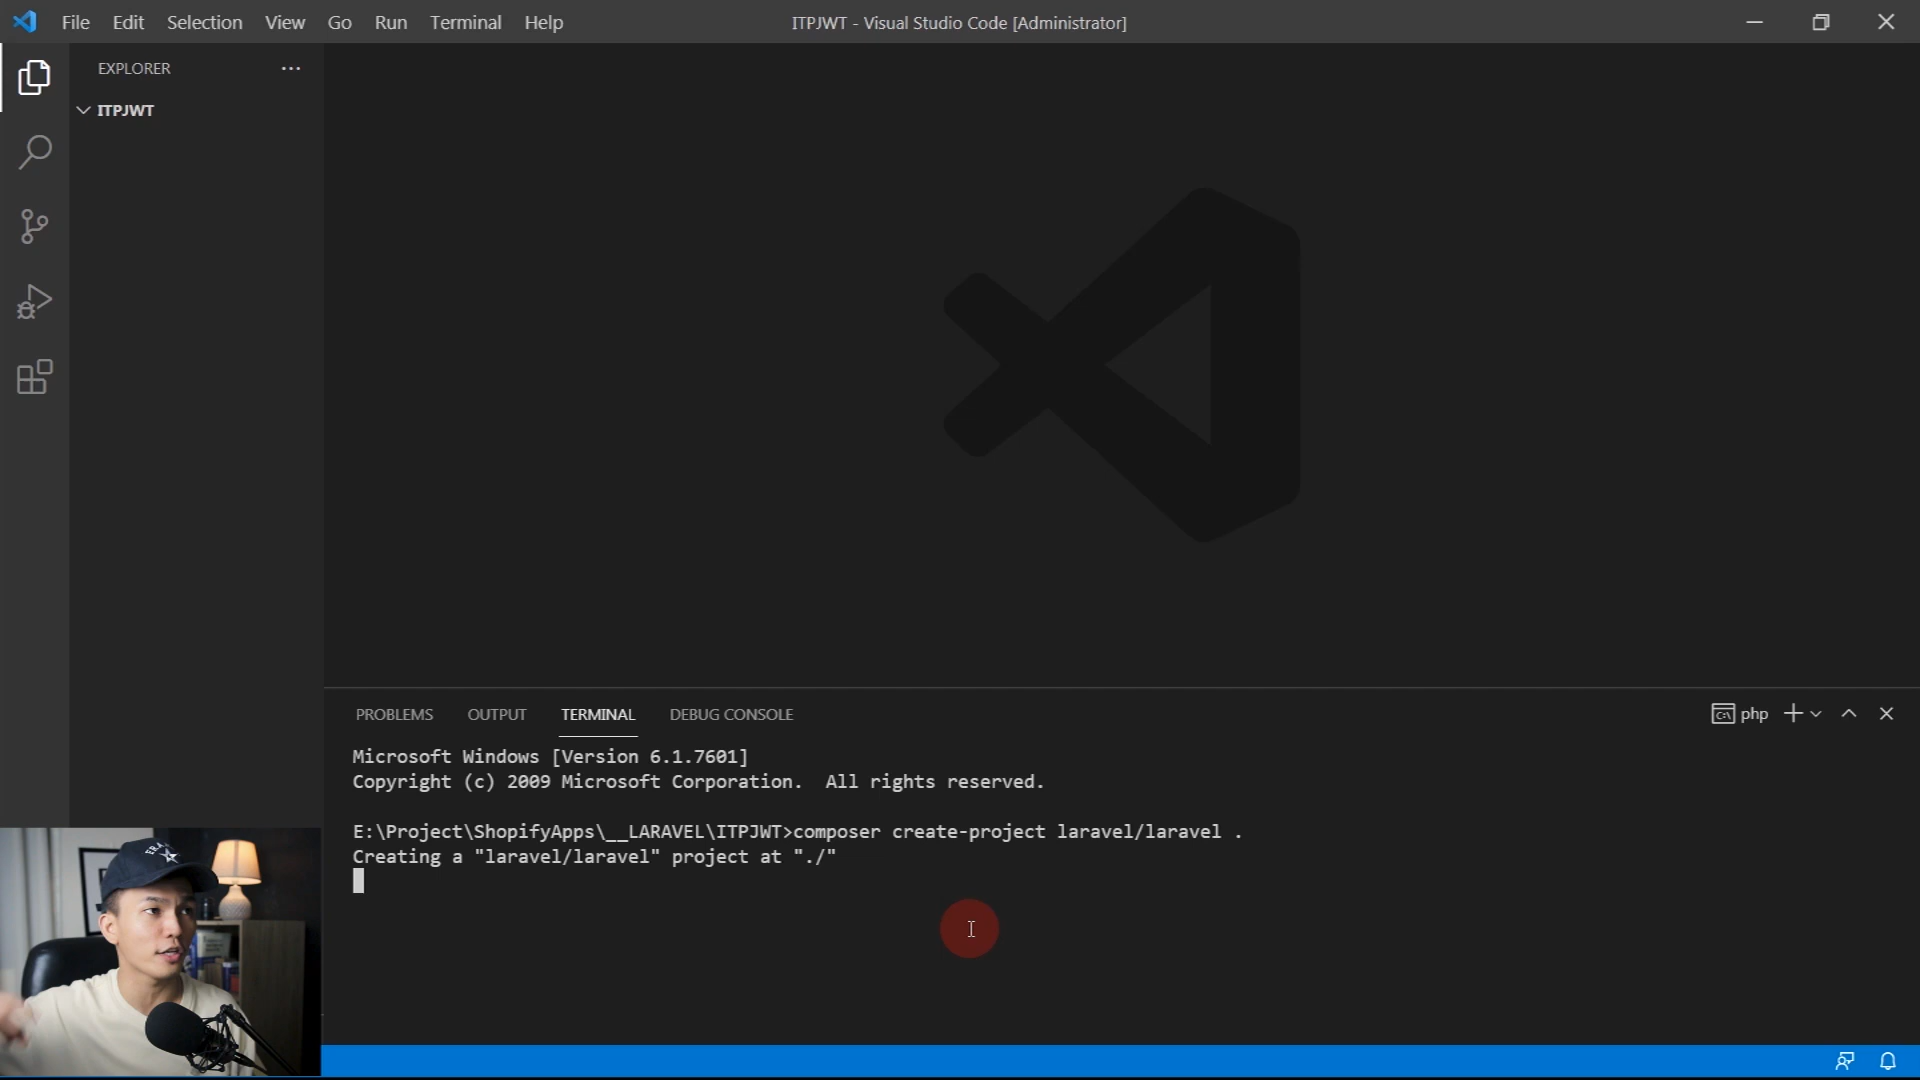 File Edit Selection View Go Run Terminal Help
ITPJWT - Visual Studio Code [Administrator]
EXPLORER
ITPJWT
PROBLEMS OUTPUT TERMINAL DEBUG CONSOLE
php
Microsoft Windows [Version 6.1.7601]
Copyright (c) 2009 Microsoft Corporation.  All rights reserved.
E:\Project\ShopifyApps\__LARAVEL\ITPJWT>composer create-project laravel/laravel .
Creating a "laravel/laravel" project at "./"